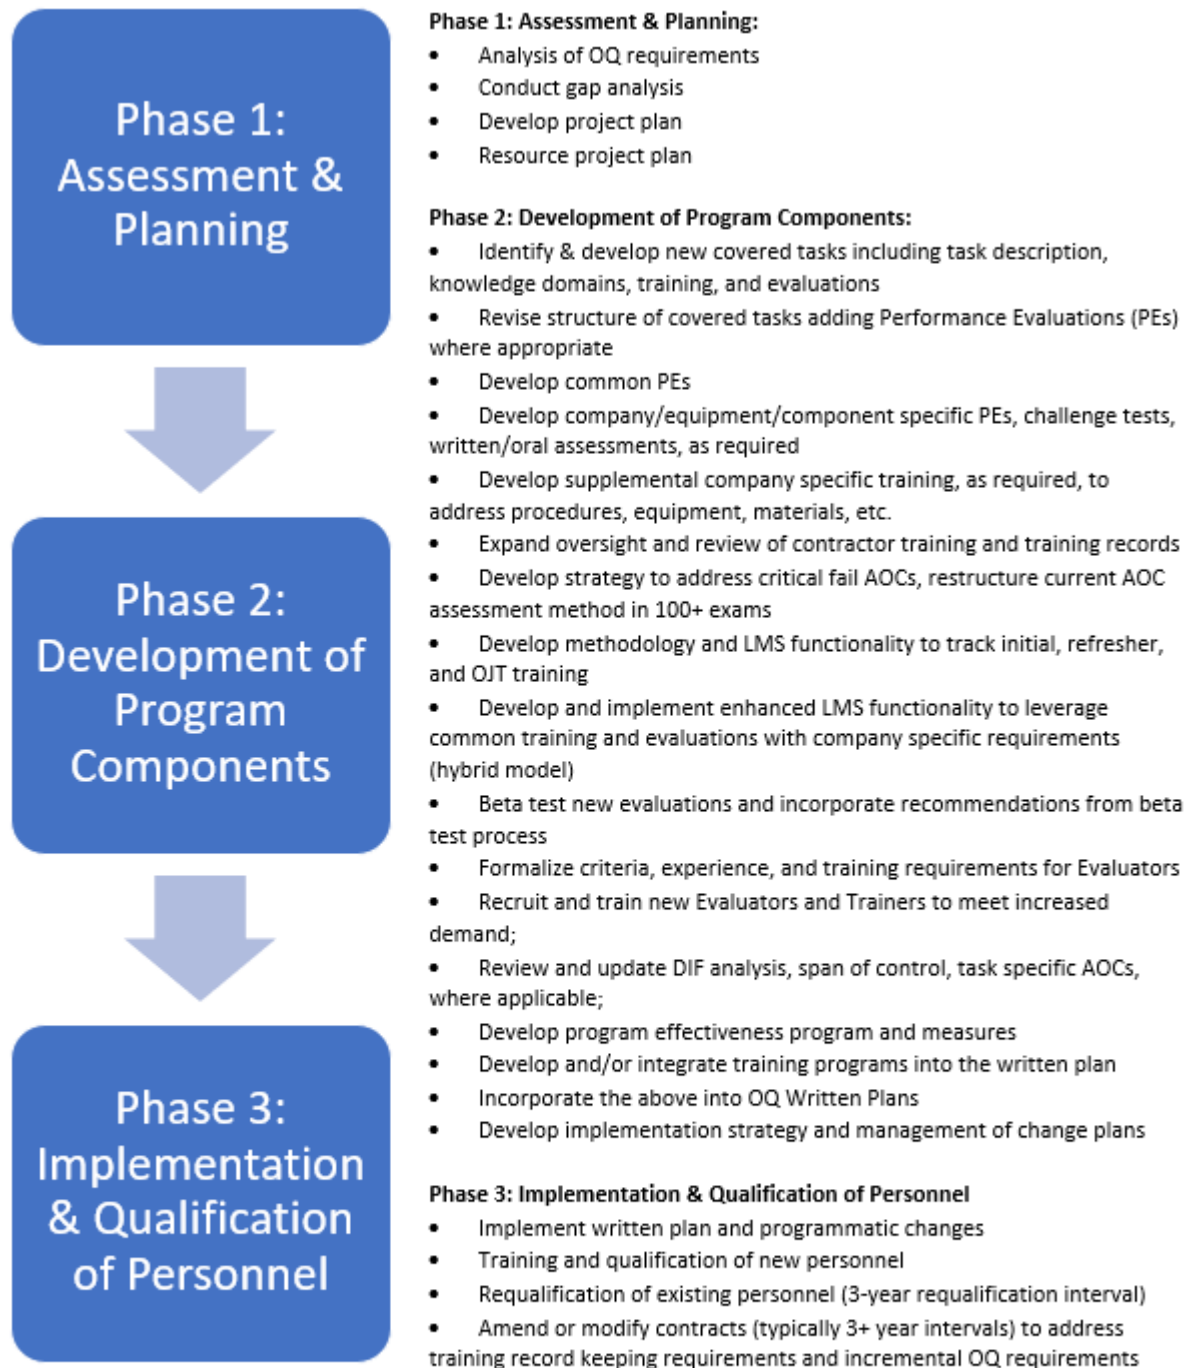 Phase 1:
Assessment &
Planning
Phase 2:
Development of
Program
Components
Phase 3:
Implementation
& Qualification
of Personnel
Phase 1: Assessment & Planning:
• Analysis of OQ requirements
• Conduct gap analysis
• Develop project plan
• Resource project plan
Phase 2: Development of Program Components:
• Identify & develop new covered tasks including task description,
knowledge domains, training, and evaluations
• Revise structure of covered tasks adding Performance Evaluations (PEs)
where appropriate
• Develop common PEs
• Develop company/equipment/component specific PEs, challenge tests,
written/oral assessments, as required
• Develop supplemental company specific training, as required, to
address procedures, equipment, materials, etc.
• Expand oversight and review of contractor training and training records
• Develop strategy to address critical fail AOCs, restructure current AOC
assessment method in 100+ exams
• Develop methodology and LMS functionality to track initial, refresher,
and OJT training
• Develop and implement enhanced LMS functionality to leverage
common training and evaluations with company specific requirements
(hybrid model)
• Beta test new evaluations and incorporate recommendations from beta
test process
• Formalize criteria, experience, and training requirements for Evaluators
• Recruit and train new Evaluators and Trainers to meet increased
demand;
• Review and update DIF analysis, span of control, task specific AOCs,
where applicable;
• Develop program effectiveness program and measures
• Develop and/or integrate training programs into the written plan
• Incorporate the above into OQ Written Plans
• Develop implementation strategy and management of change plans
Phase 3: Implementation & Qualification of Personnel
• Implement written plan and programmatic changes
• Training and qualification of new personnel
• Requalification of existing personnel (3-year requalification interval)
• Amend or modify contracts (typically 3+ year intervals) to address
training record keeping requirements and incremental OQ requirements